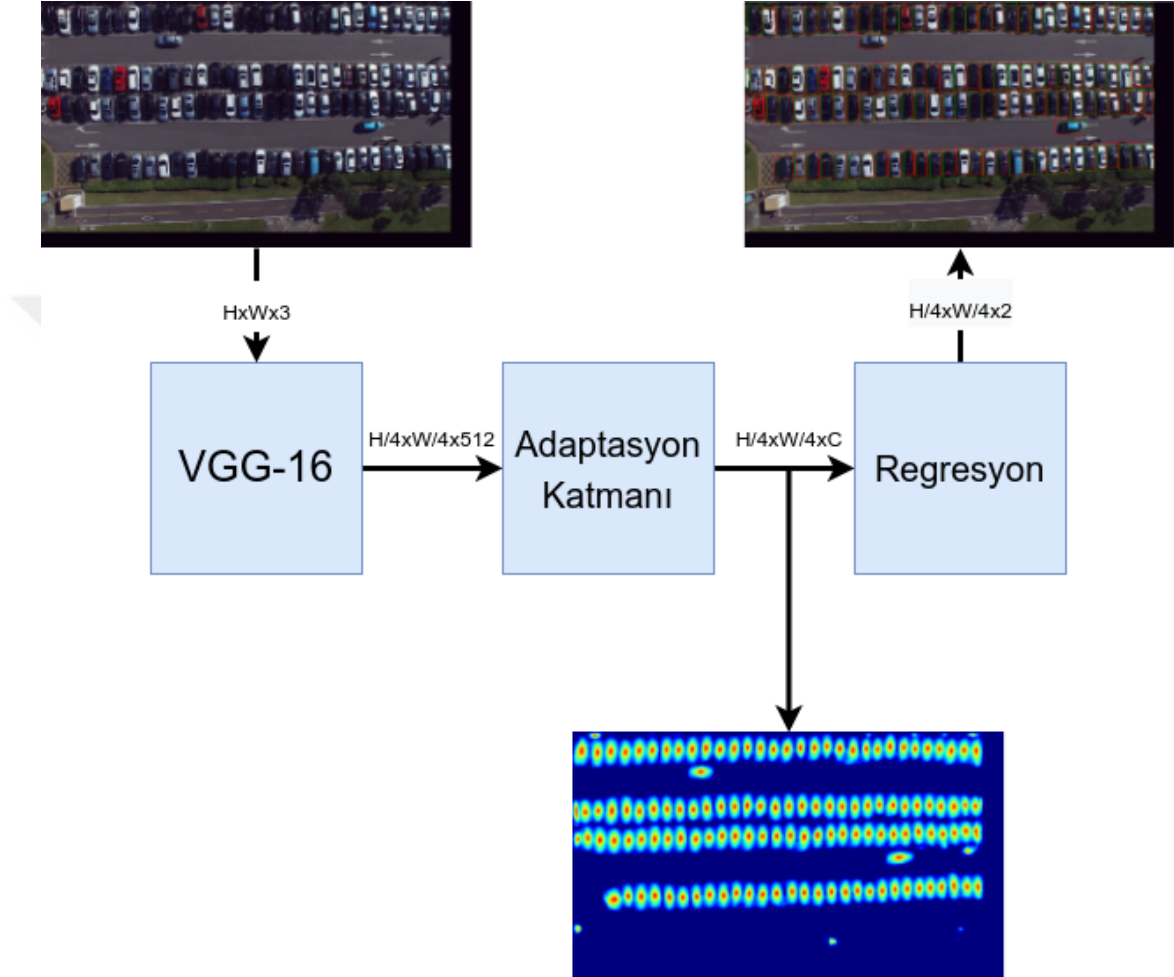 HxWx3
H/4xW/4x2
VGG-16
H/4xW/4x512
Adaptasyon
Katmanı
H/4xW/4xC
Regresyon